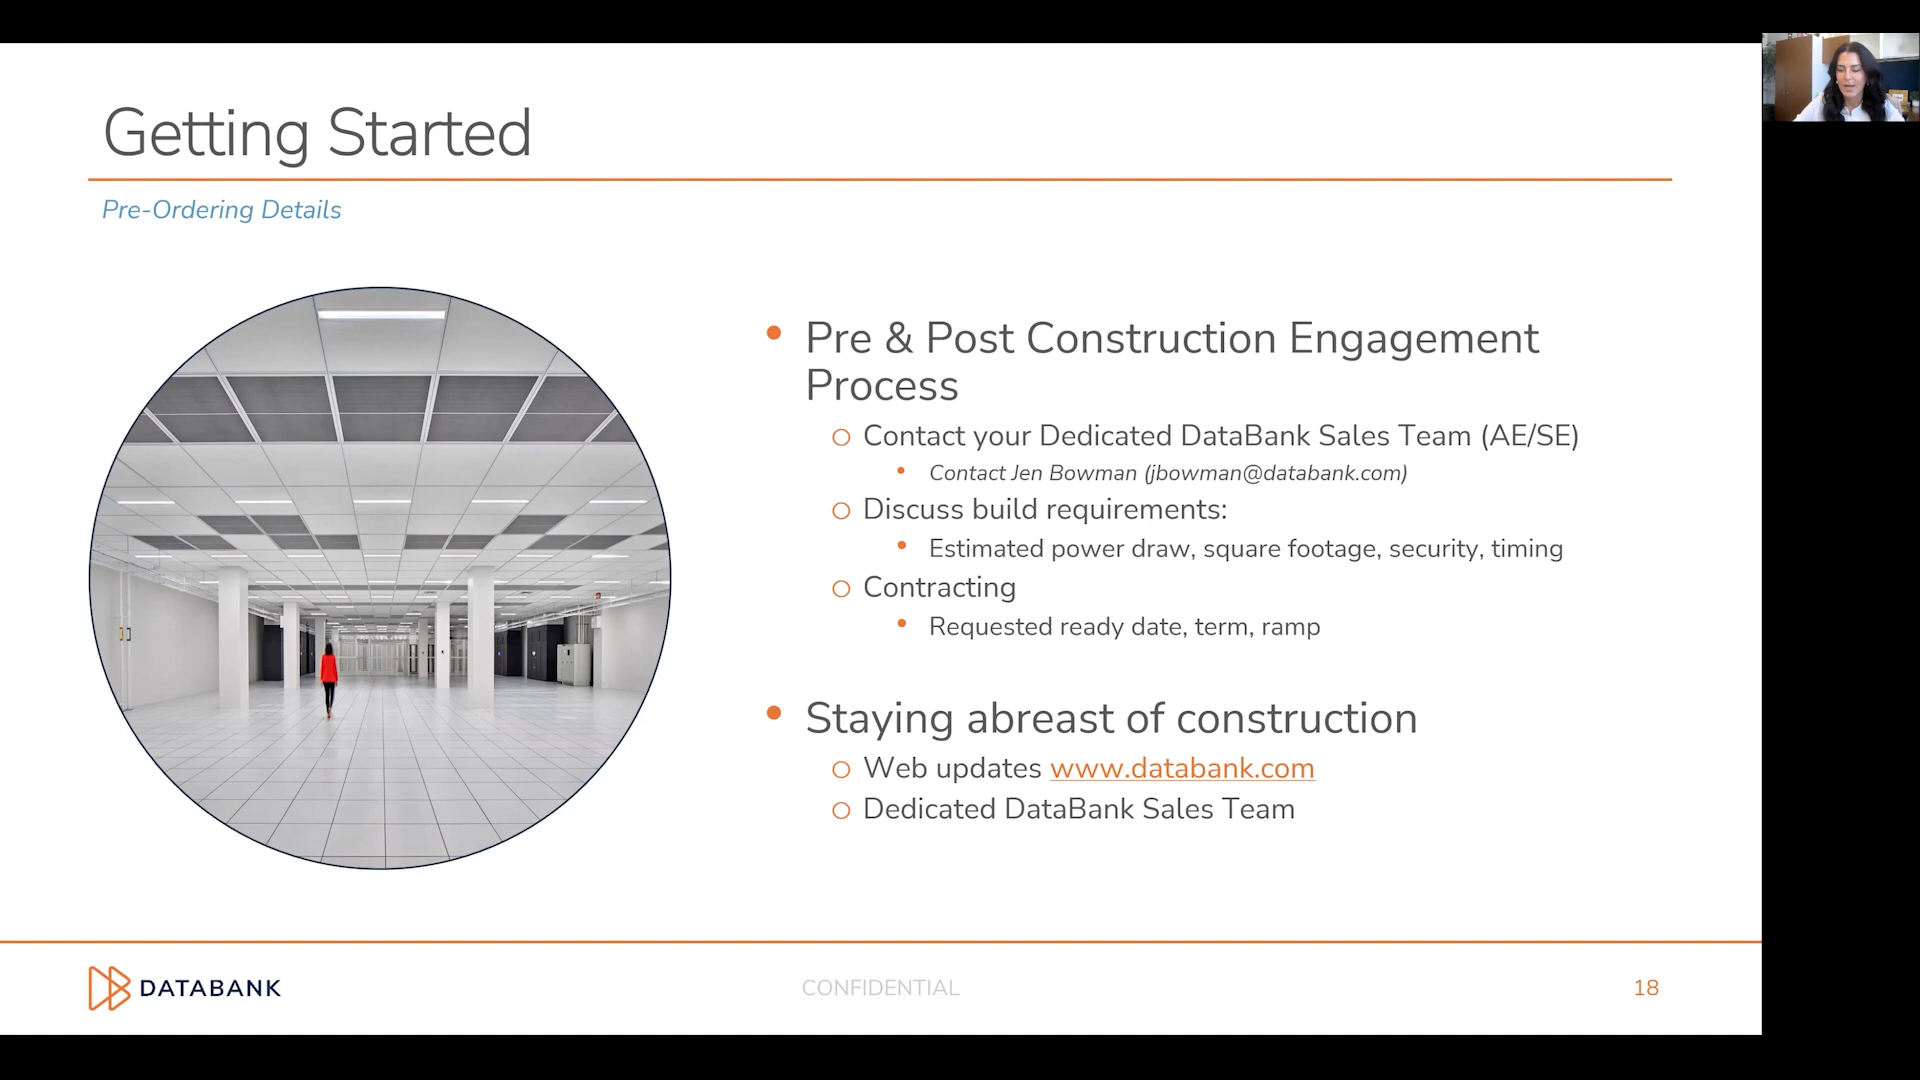 Getting Started
Pre-Ordering Details
• Pre & Post Construction Engagement
Process
o Contact your Dedicated DataBank Sales Team (AE/SE)
• Contact Jen Bowman (jbowman@databank.com)
o Discuss build requirements:
• Estimated power draw, square footage, security, timing
o Contracting
• Requested ready date, term, ramp
• Staying abreast of construction
o Web updates www.databank.com
o Dedicated DataBank Sales Team
DATABANK
CONFIDENTIAL
18